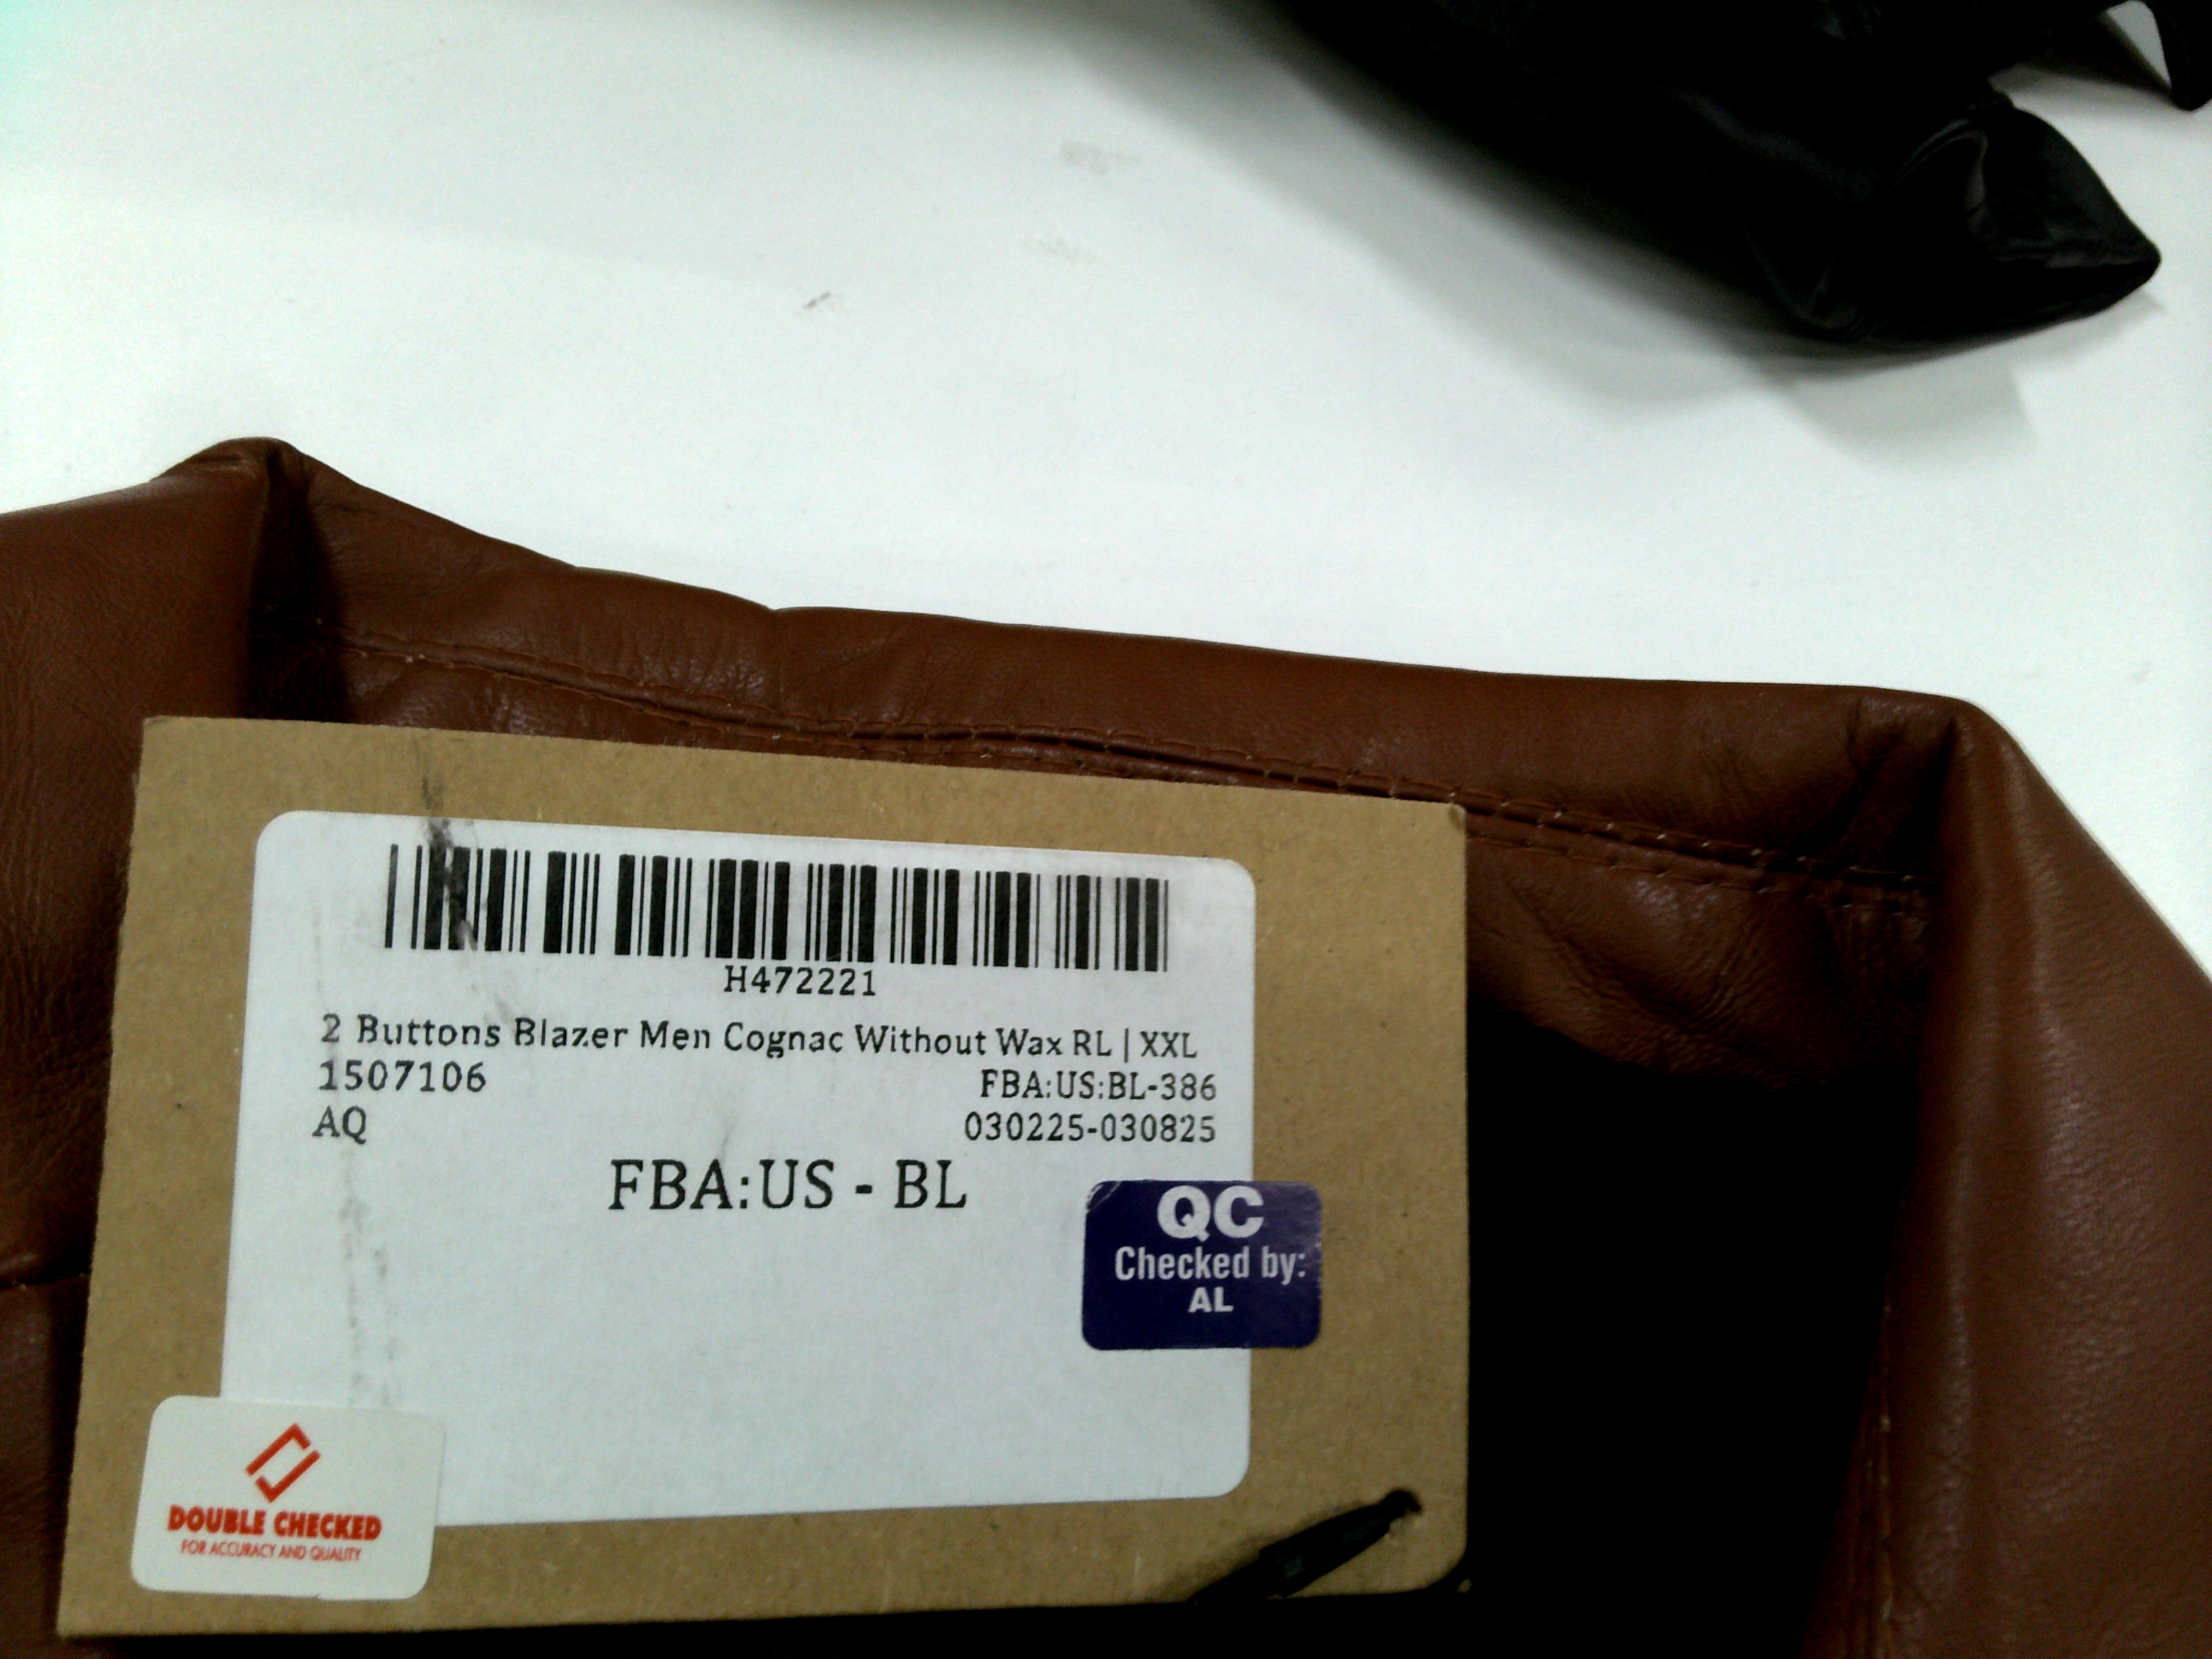 H472221
2 Buttons Blazer Men Cognac Without Wax RL | XXL
1507106
FBA:US:BL-386
AQ
030225-030825
FBA:US - BL
QC
Checked by:
AL
DOUBLE CHECKED
FOR ACCURACY AND QUALITY